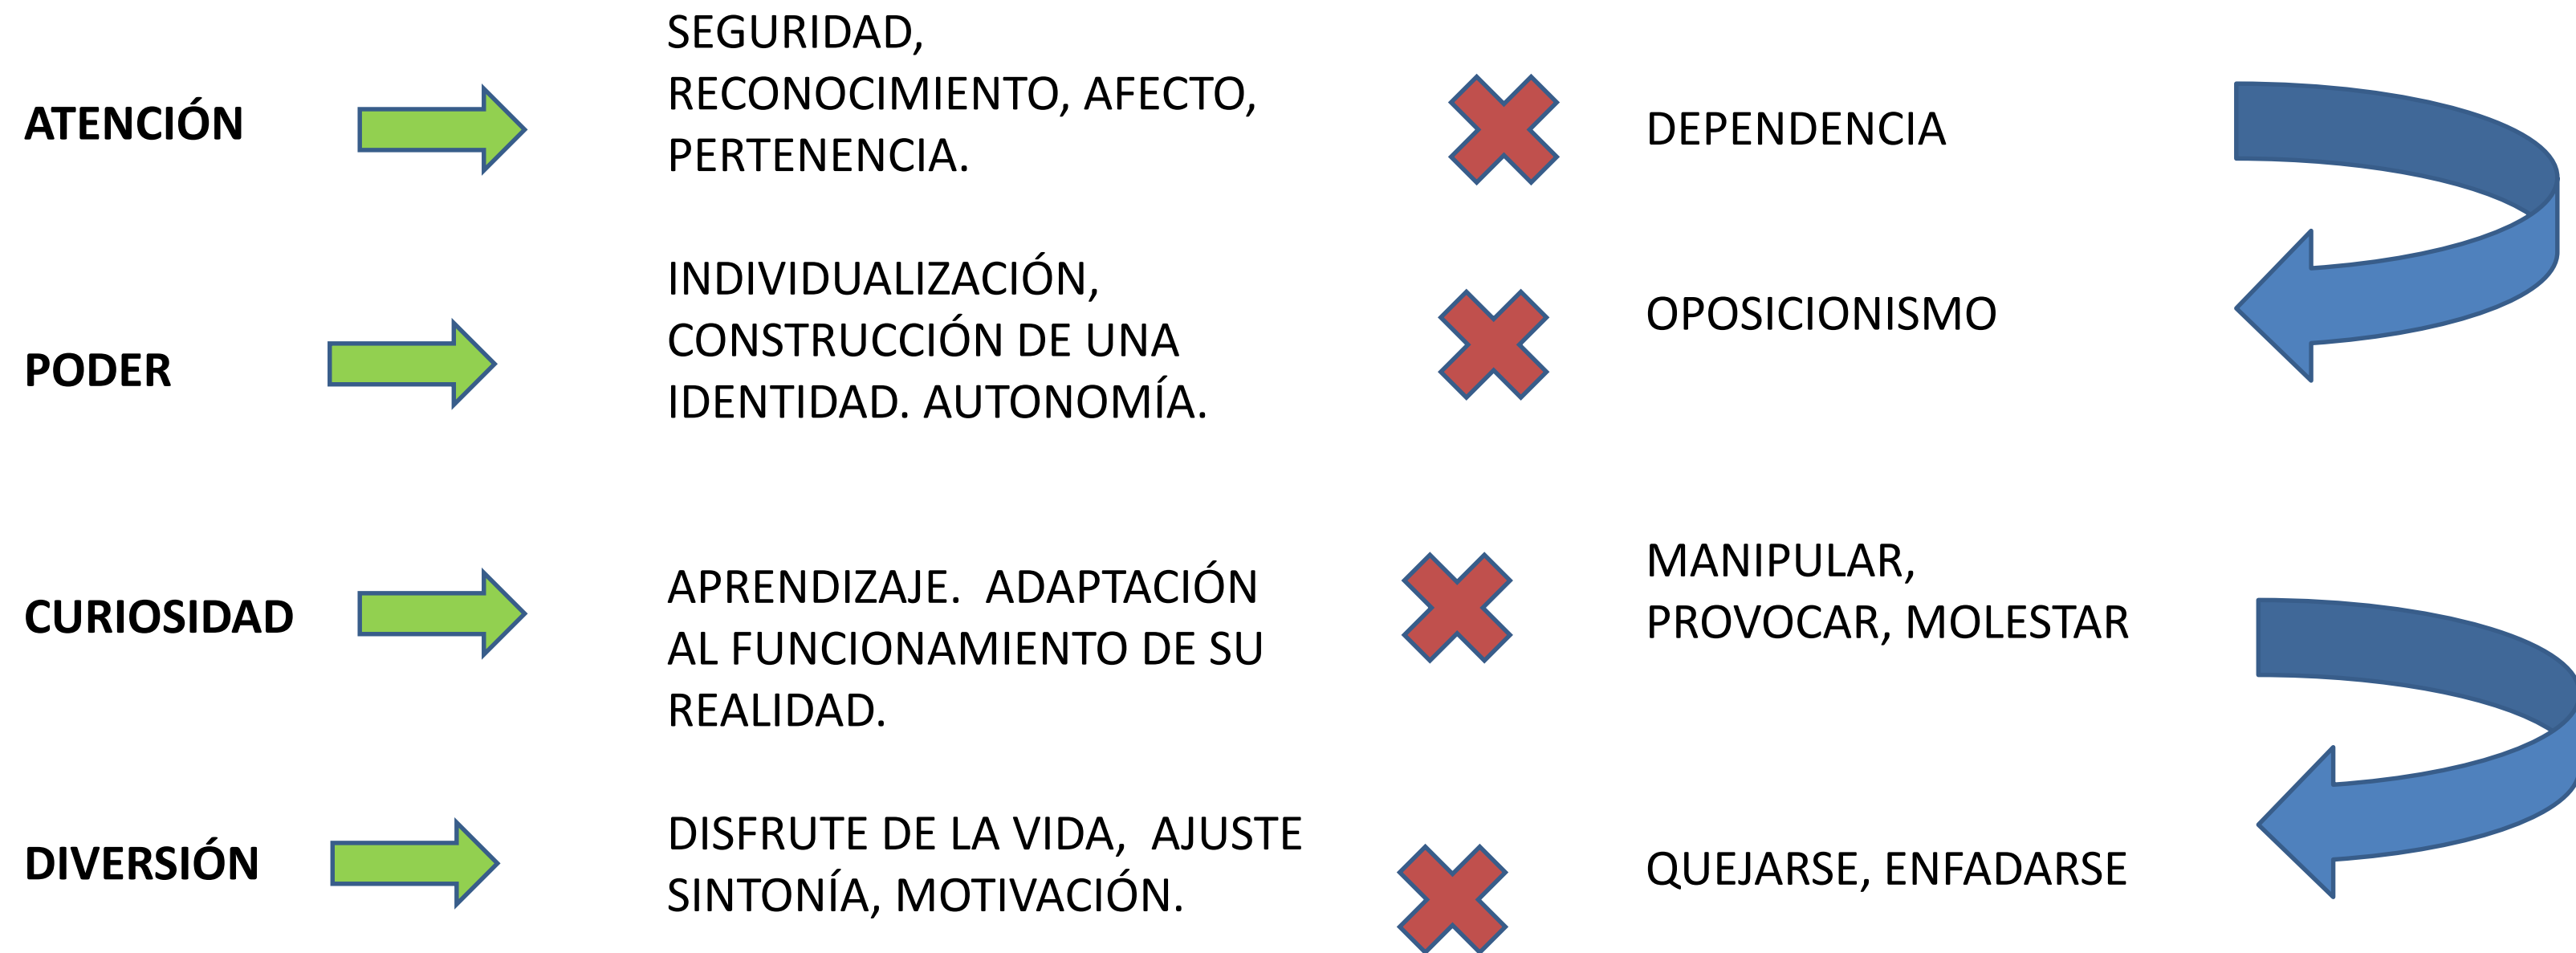 ATENCIÓN
SEGURIDAD,
RECONOCIMIENTO, AFECTO,
PERTENENCIA.
DEPENDENCIA
PODER
INDIVIDUALIZACIÓN,
CONSTRUCCIÓN DE UNA
IDENTIDAD. AUTONOMÍA.
OPOSICIONISMO
CURIOSIDAD
APRENDIZAJE.  ADAPTACIÓN
AL FUNCIONAMIENTO DE SU
REALIDAD.
MANIPULAR,
PROVOCAR, MOLESTAR
DIVERSIÓN
DISFRUTE DE LA VIDA,  AJUSTE
SINTONÍA, MOTIVACIÓN.
QUEJARSE, ENFADARSE